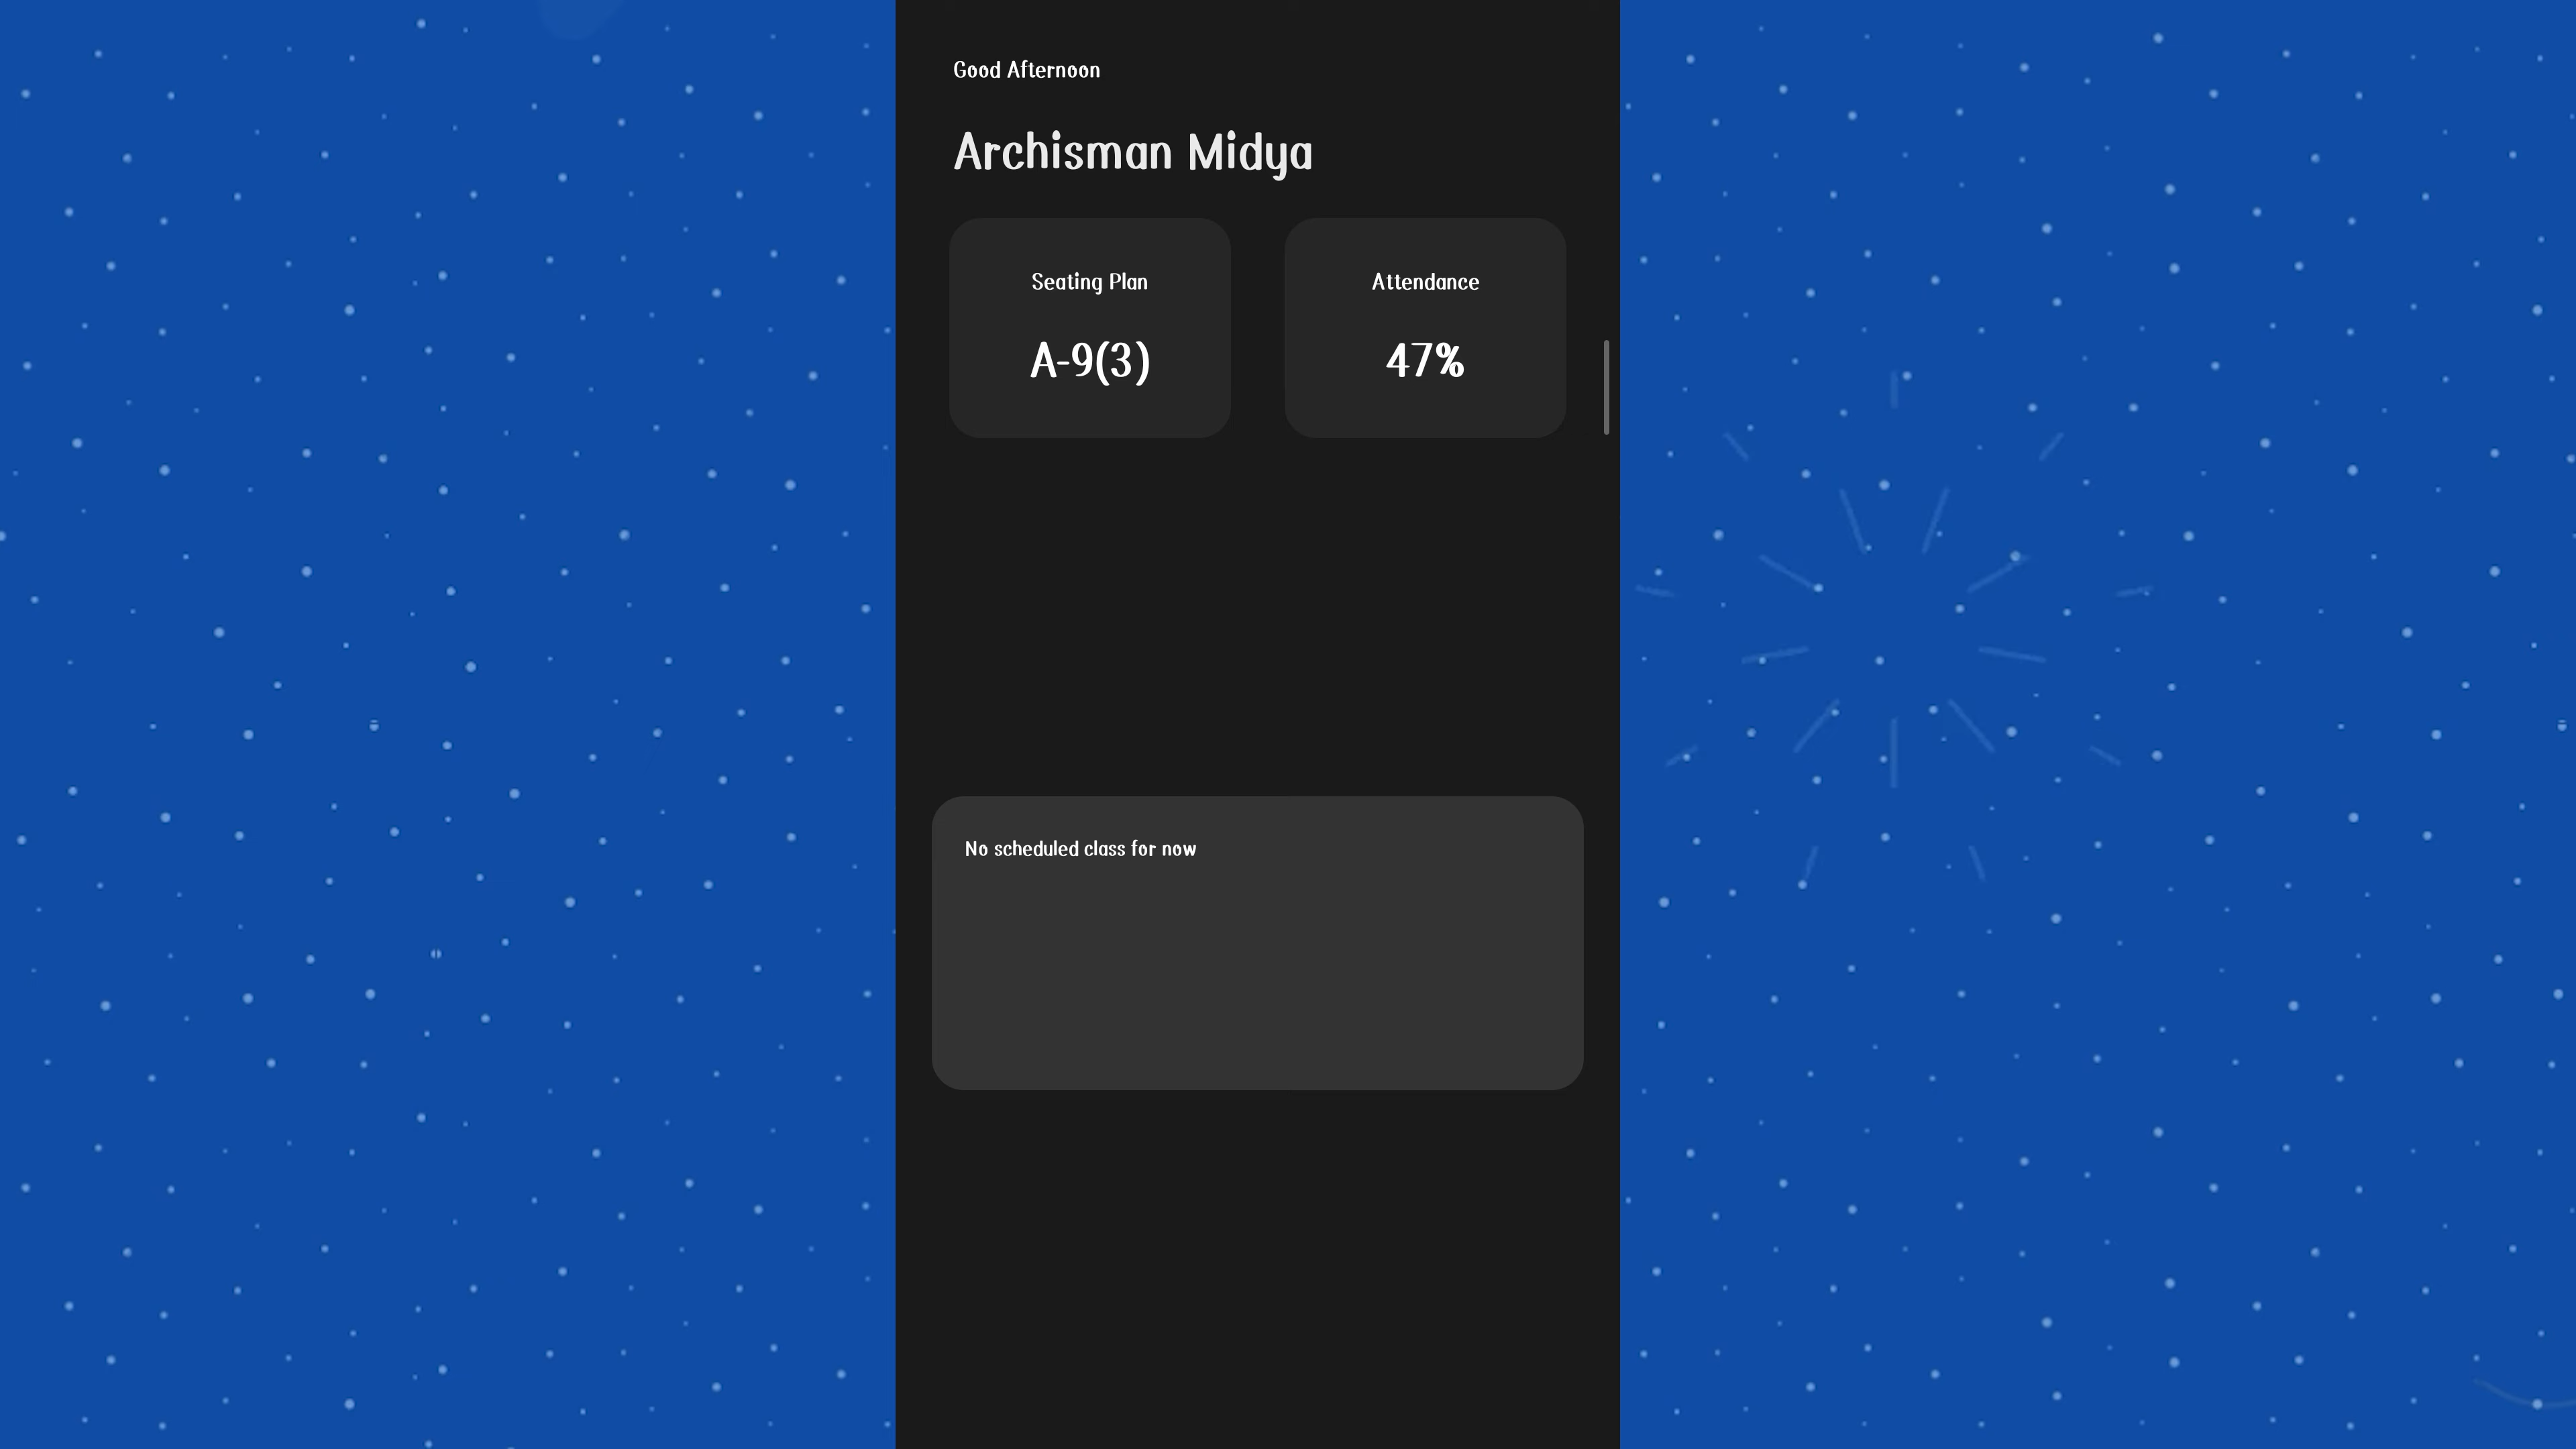 Good Afternoon
Archisman Midya
Seating Plan
A-9(3)
Attendance
47%
No scheduled class for now